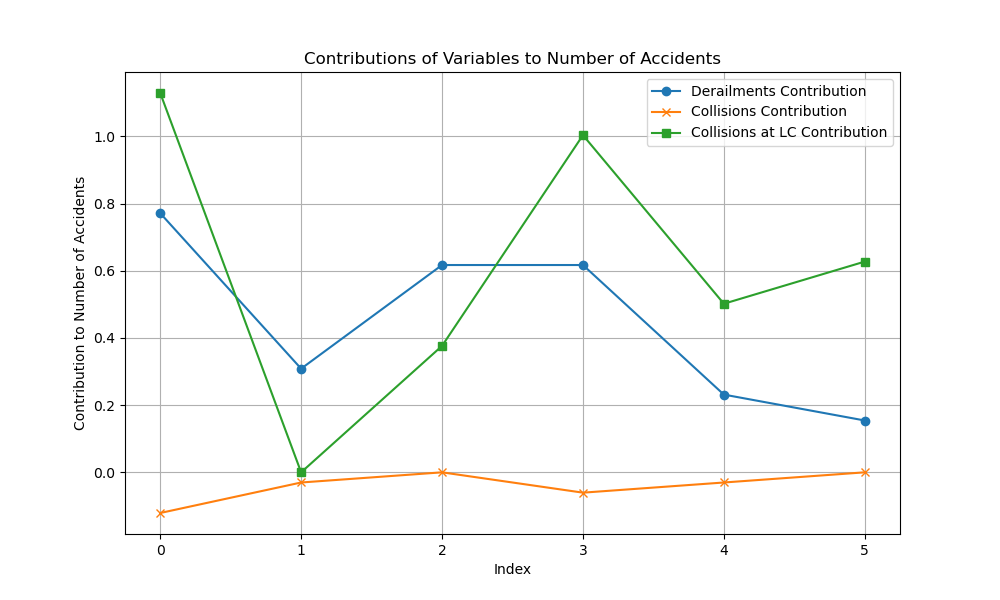 Contributions of Variables to Number of Accidents
Derailments Contribution
Collisions Contribution
Collisions at LC Contribution
Contribution to Number of Accidents
1.0
0.8
0.6
0.4
0.2
0.0
0 1 2 3 4 5
Index